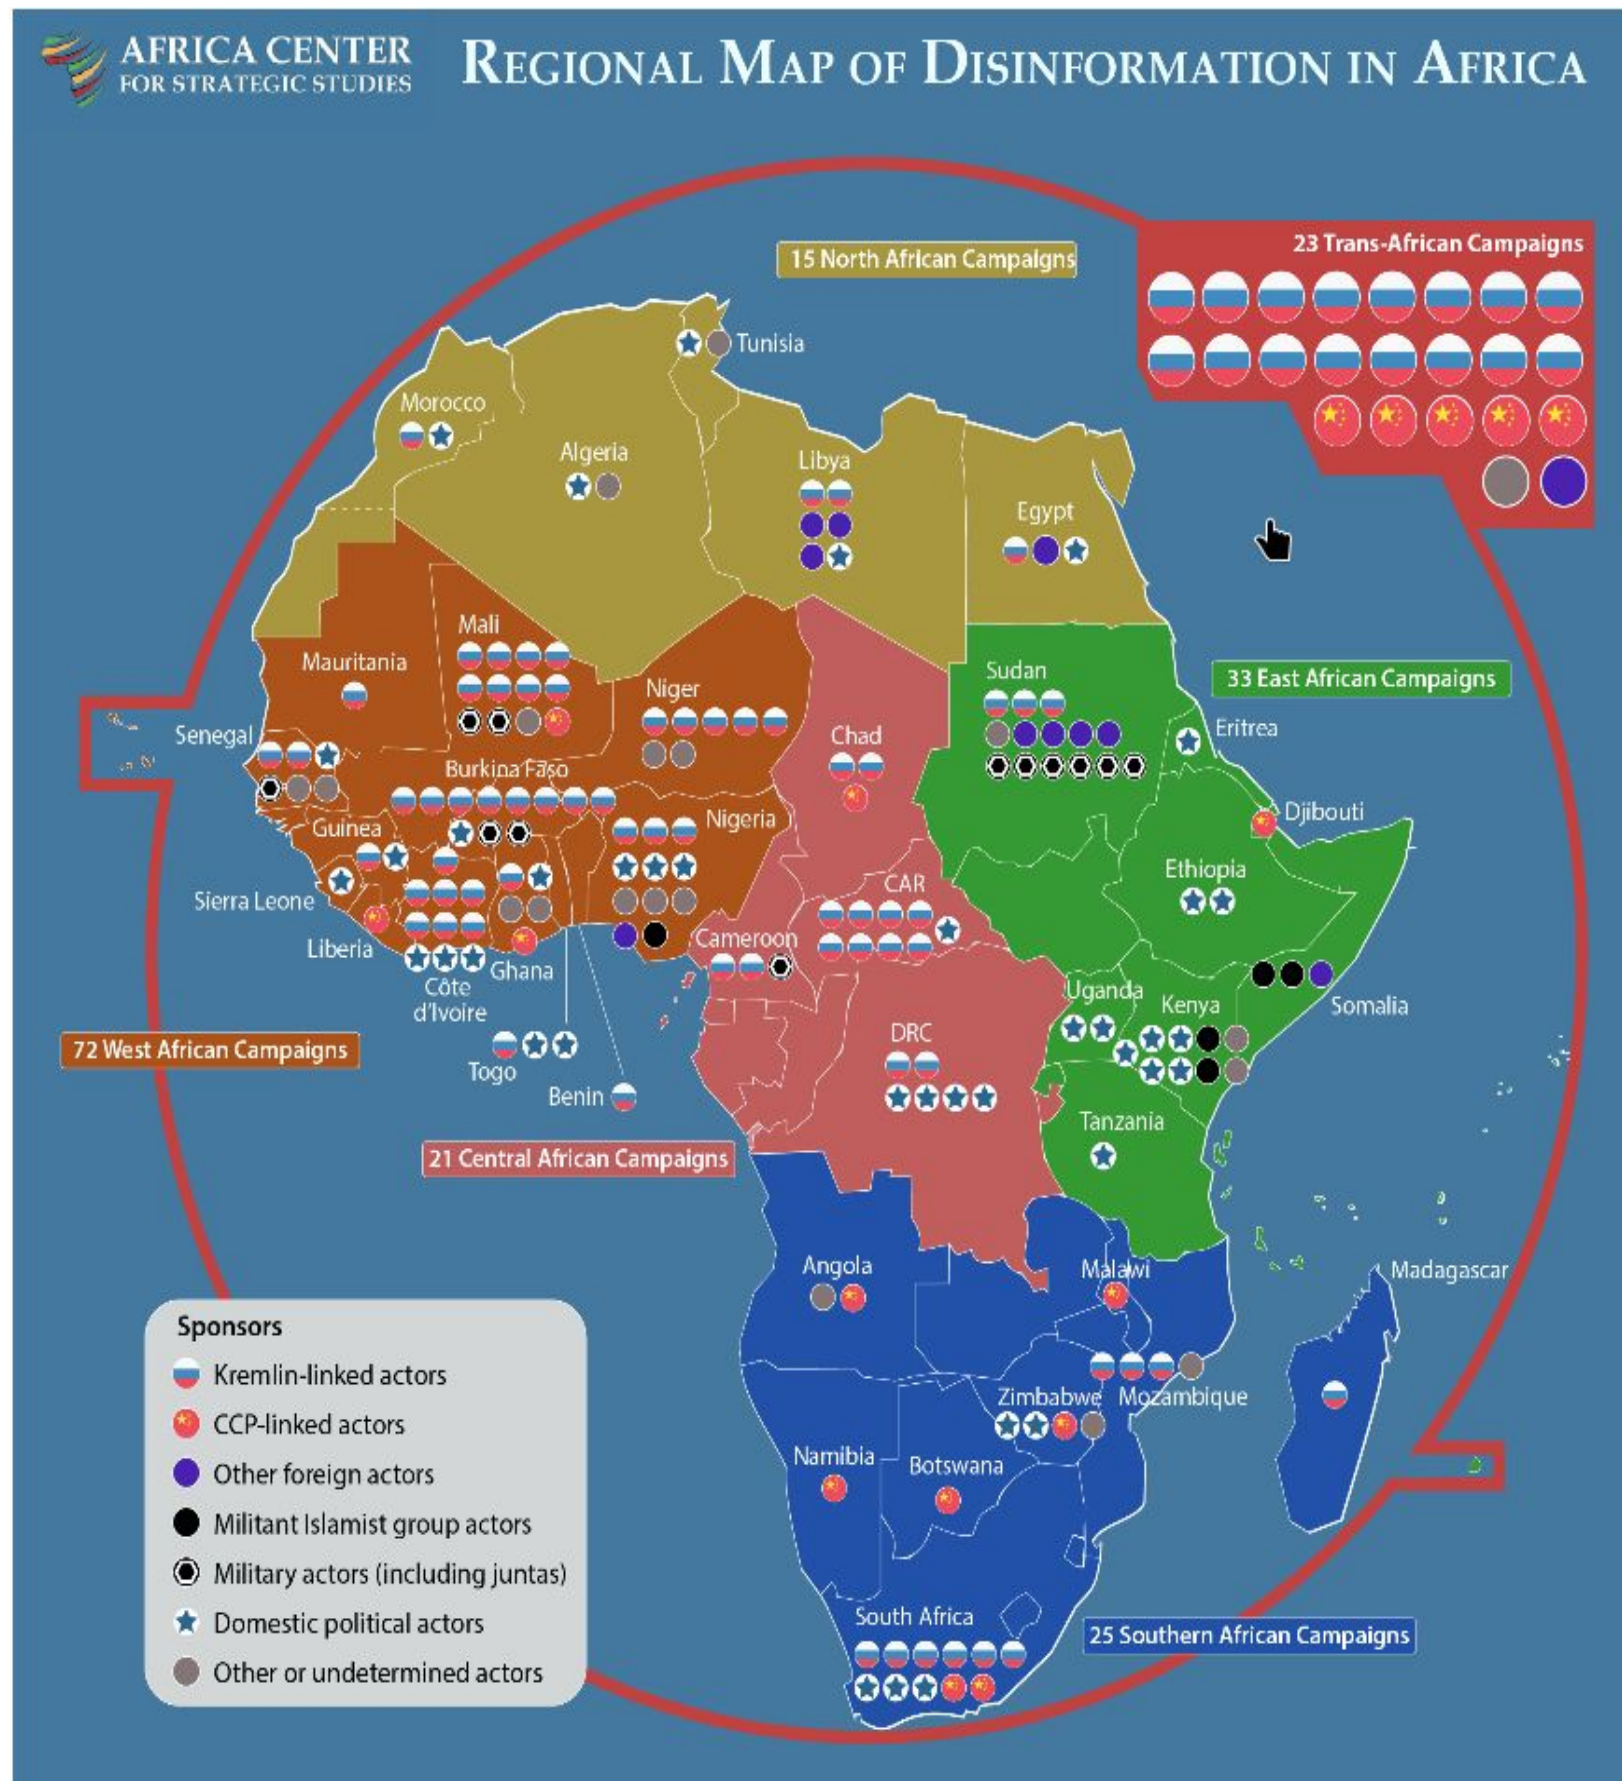 AFRICA CENTER
FOR STRATEGIC STUDIES
REGIONAL MAP OF DISINFORMATION IN AFRICA
23 Trans-African Campaigns
15 North African Campaigns
Tunisia
Morocco
Algeria
Libya
Egypt
Mali
Mauritania
Niger
Sudan
33 East African Campaigns
Senegal
Chad
Eritrea
Burkina Faso
Guinea
Nigeria
Djibouti
Ethiopia
CAR
Sierra Leone
Liberia
Ghana
Cameroon
Côte
d'Ivoire
Uganda
Kenya
Somalia
DRC
72 West African Campaigns
Togo
Benin
Tanzania
21 Central African Campaigns
Angola
Malawi
Madagascar
Zimbabwe
Mozambique
Namibia
Botswana
South Africa
25 Southern African Campaigns
Sponsors
Kremlin-linked actors
CCP-linked actors
Other foreign actors
Militant Islamist group actors
Military actors (including juntas)
Domestic political actors
Other or undetermined actors